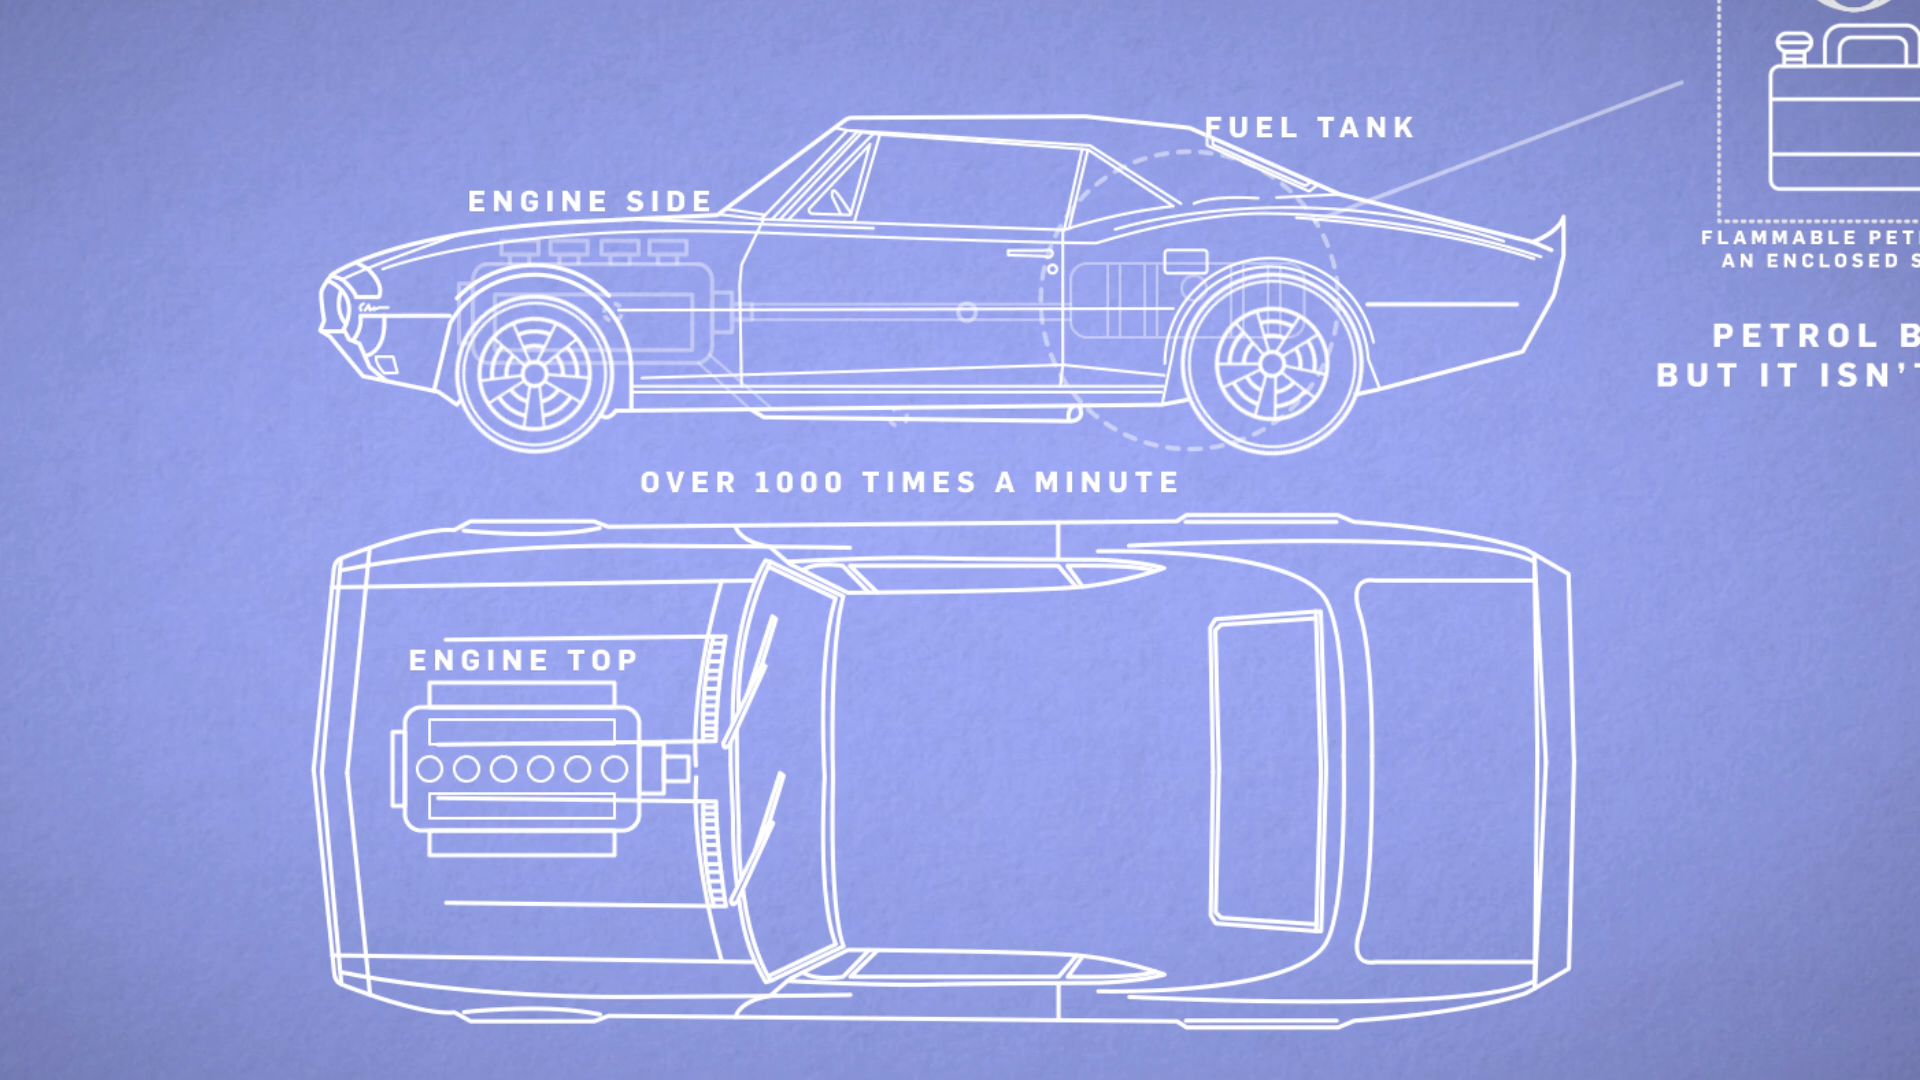 FUEL TANK
ENGINE SIDE
FLAMMABLE
AN ENCLOSED
PETROL
BUT IT
OVER 1000 TIMES A MINUTE
ENGINE TOP